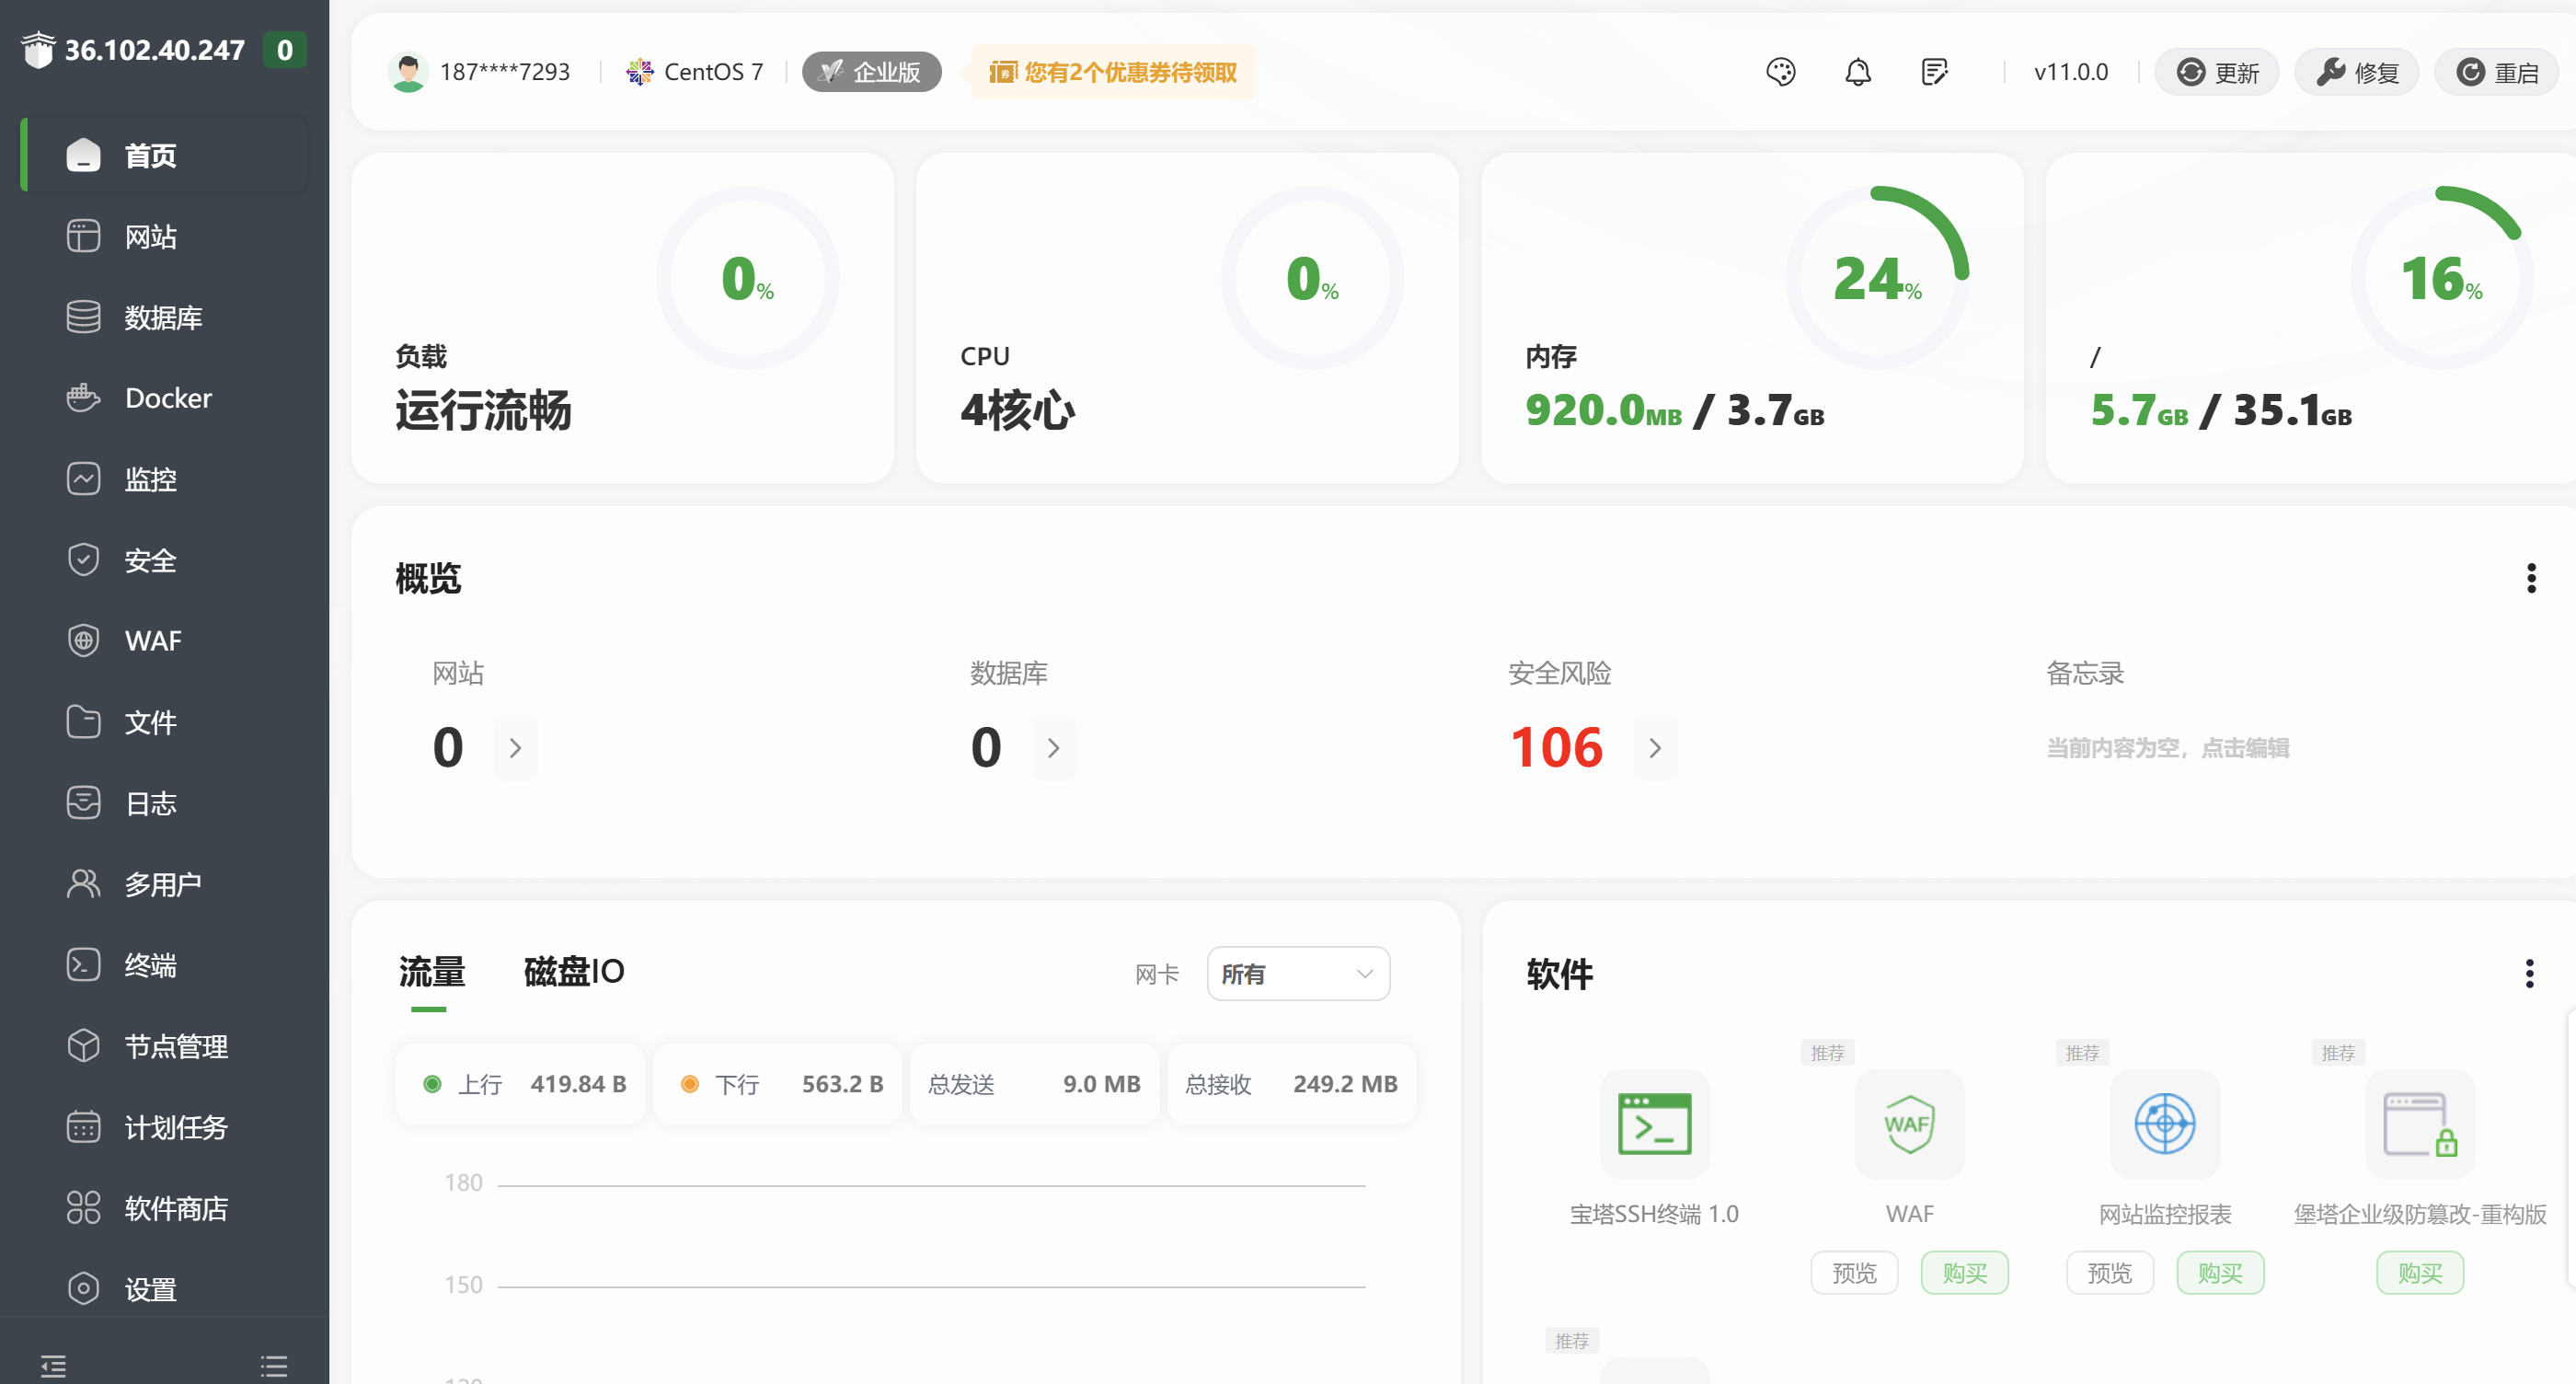 36.102.40.247 0
首页
网站
数据库
Docker
监控
安全
WAF
文件
日志
多用户
终端
节点管理
计划任务
软件商店
设置
187****7293 CentOS 7 企业版 您有2个优惠券待领取 v11.0.0 更新 修复 重启
0%
负载
运行流畅
0%
CPU
4核心
24%
内存
920.0MB / 3.7GB
16%
/
5.7GB / 35.1GB
概览
网站 数据库 安全风险 备忘录
0 0 106 当前内容为空，点击编辑
流量 磁盘IO 网卡 所有
上行 419.84 B 下行 563.2 B 总发送 9.0 MB 总接收 249.2 MB
180
150
软件
推荐 推荐 推荐
WAF
宝塔SSH终端 1.0 WAF 网站监控报表 堡塔企业级防篡改-重构版
预览 购买 预览 购买 购买
推荐